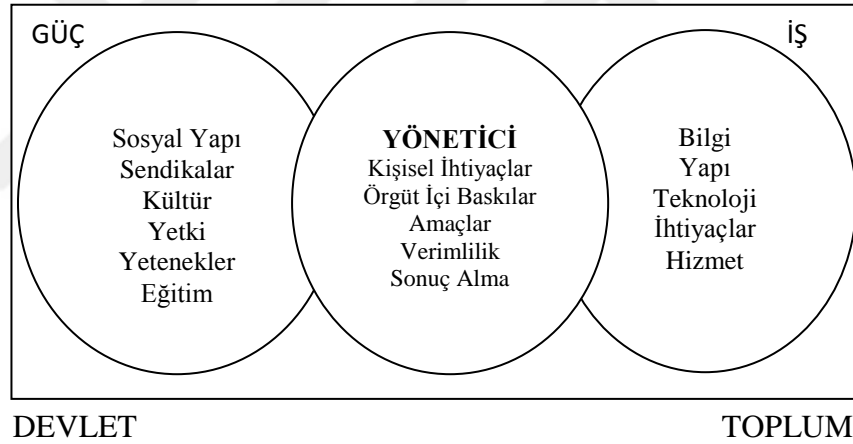 GÜÇ
İŞ
Sosyal Yapı
Sendikalar
Kültür
Yetki
Yetenekler
Eğitim
YÖNETİCİ
Kişisel İhtiyaçlar
Örgüt İçi Baskılar
Amaçlar
Verimlilik
Sonuç Alma
Bilgi
Yapı
Teknoloji
İhtiyaçlar
Hizmet
DEVLET
TOPLUM